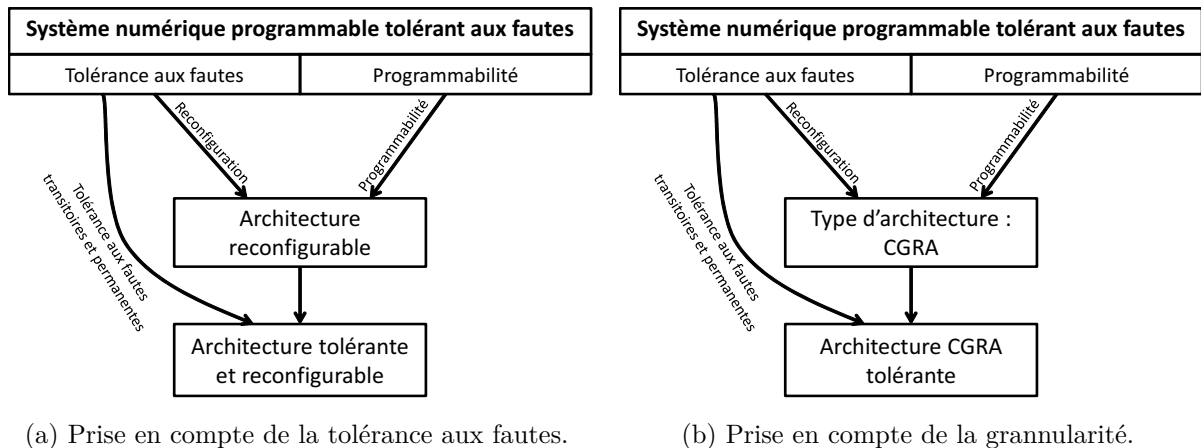 Système numérique programmable tolérant aux fautes
Tolérance aux fautes
Programmabilité
Reconfiguration
Programmabilité
Tolérance aux fautes
transitoires et permanentes
Architecture
reconfigurable
Architecture tolérante
et reconfigurable
(a) Prise en compte de la tolérance aux fautes.
Système numérique programmable tolérant aux fautes
Tolérance aux fautes
Programmabilité
Reconfiguration
Programmabilité
Tolérance aux fautes
transitoires et permanentes
Type d'architecture :
CGRA
Architecture CGRA
tolérante
(b) Prise en compte de la grannularité.